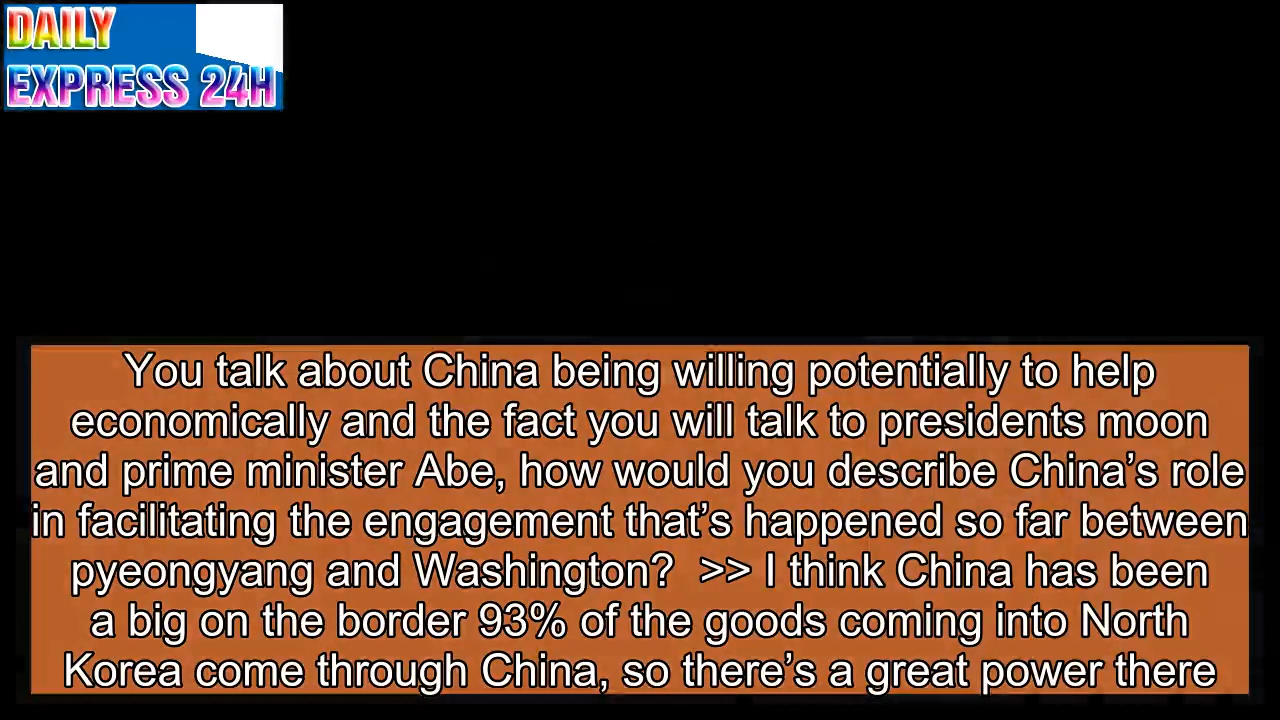 DAILY
EXPRESS 24H
You talk about China being willing potentially to help
economically and the fact you will talk to presidents moon
and prime minister Abe, how would you describe China’s role
in facilitating the engagement that’s happened so far between
pyeongyang and Washington?  >> I think China has been
a big on the border 93% of the goods coming into North
Korea come through China, so there’s a great power there